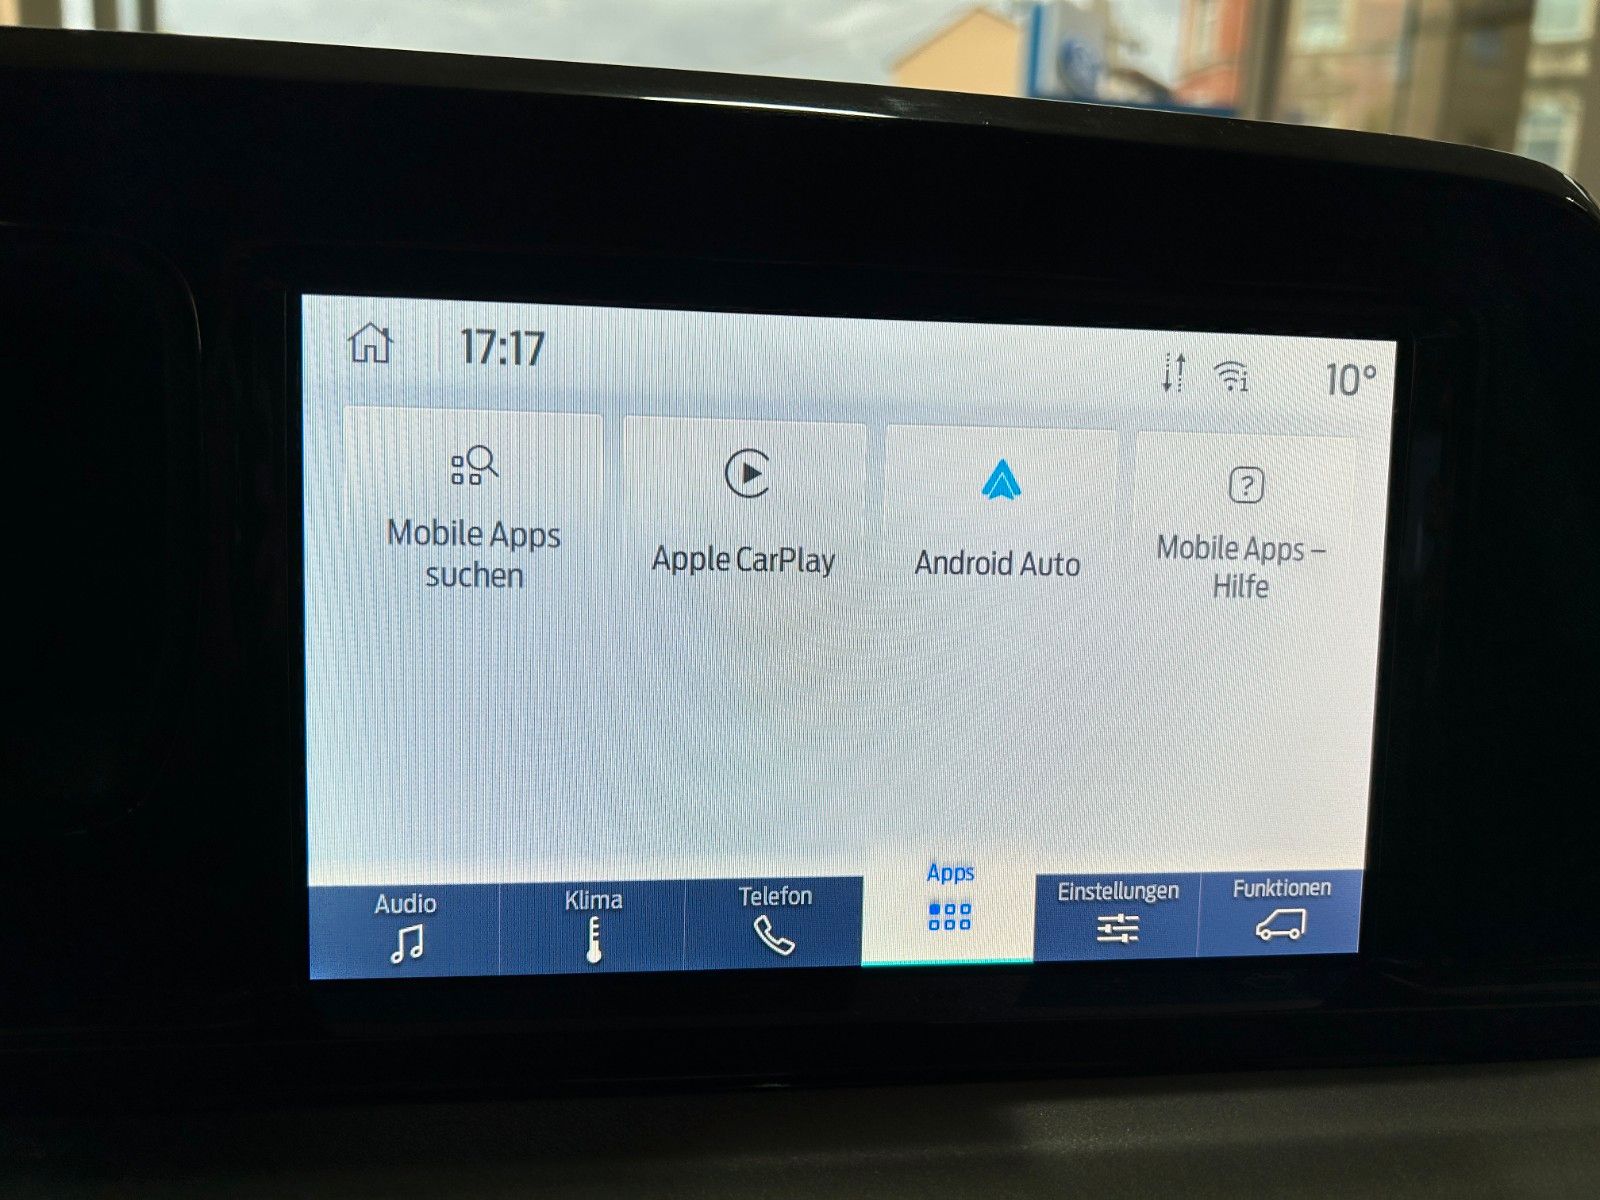 17:17
10°
Mobile Apps
suchen
Apple CarPlay
Android Auto
Mobile Apps –
Hilfe
Audio
Klima
Telefon
Apps
Einstellungen
Funktionen